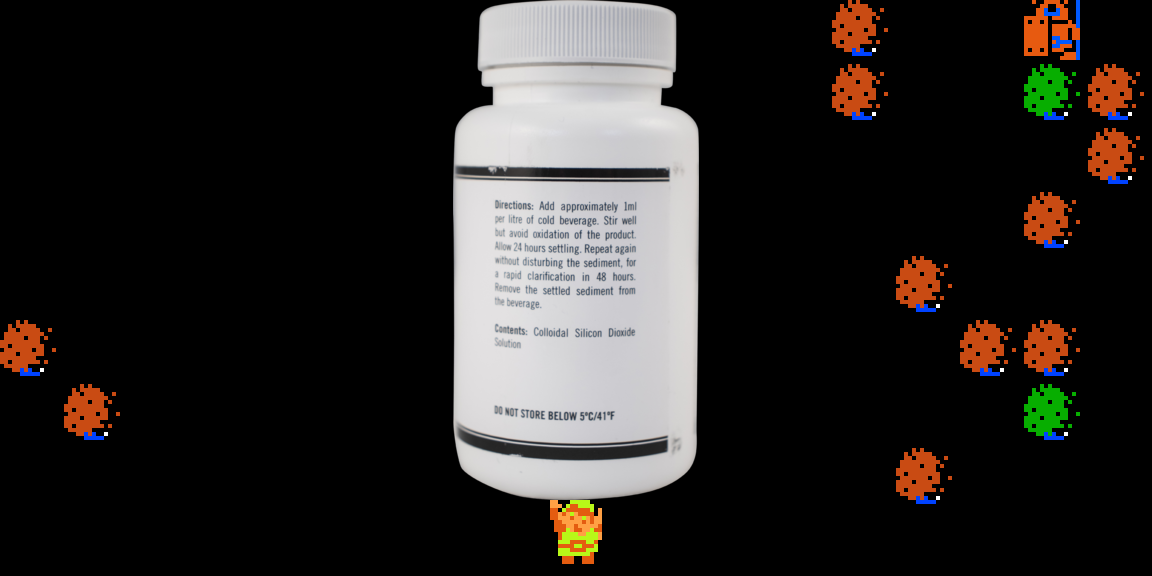 Directions: Add approximately 1ml
per litre of cold beverage. Stir well
but avoid oxidation of the product.
Allow 24 hours settling. Repeat again
without disturbing the sediment, for
a rapid clarification in 48 hours.
Remove the settled sediment from
the beverage.
Contents: Colloidal Silicon Dioxide
Solution
DO NOT STORE BELOW 5°C/41°F